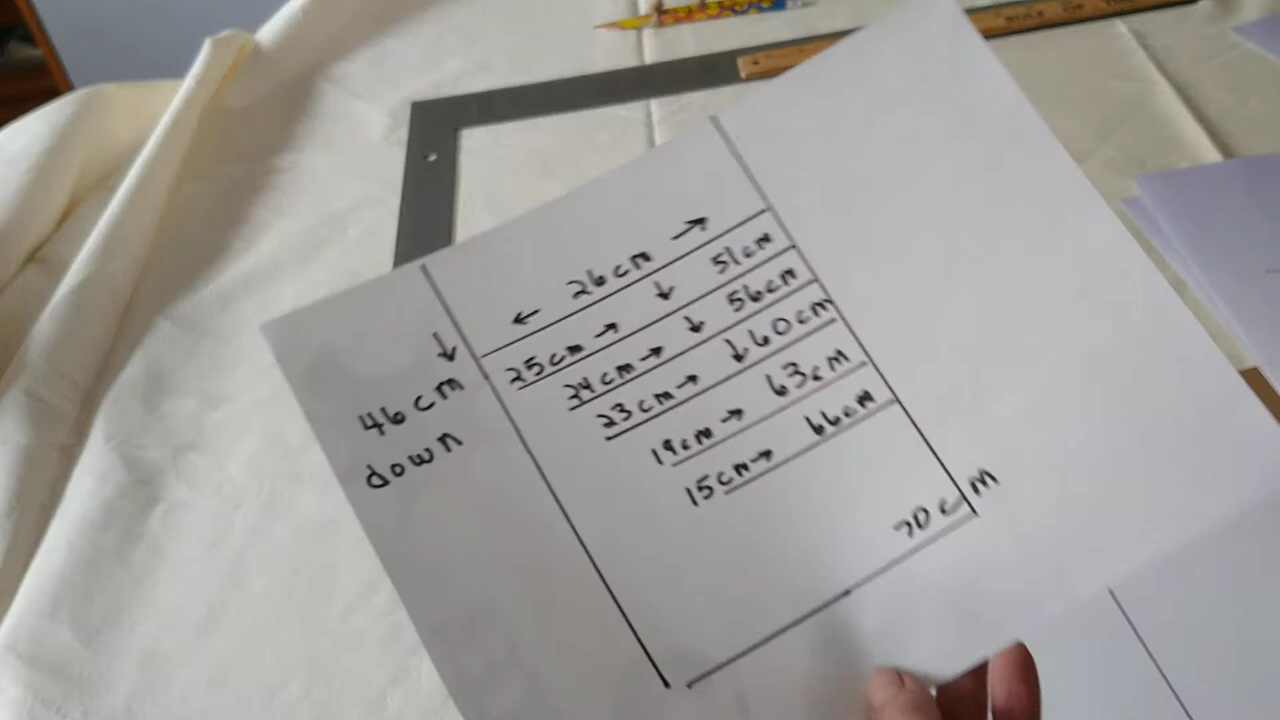 ← 26cm →
↓ 51cm
25cm → ↓ 56cm
24cm → ↓ 60cm
23cm → 63cm
19cm → 66cm
15cm →
70cm
↓
46cm
down